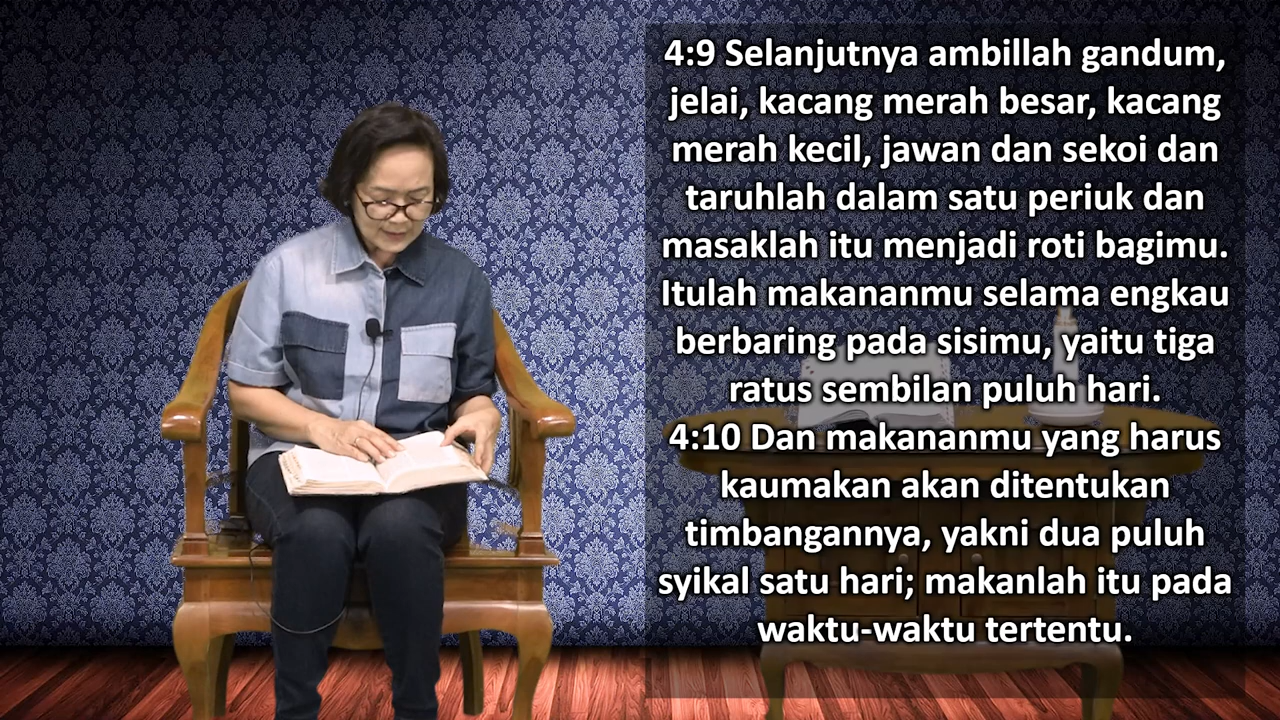 4:9 Selanjutnya ambillah gandum,
jelai, kacang merah besar, kacang
merah kecil, jawan dan sekoi dan
taruhlah dalam satu periuk dan
masaklah itu menjadi roti bagimu.
Itulah makananmu selama engkau
berbaring pada sisimu, yaitu tiga
ratus sembilan puluh hari.
4:10 Dan makananmu yang harus
kaumakan akan ditentukan
timbangannya, yakni dua puluh
syikal satu hari; makanlah itu pada
waktu-waktu tertentu.